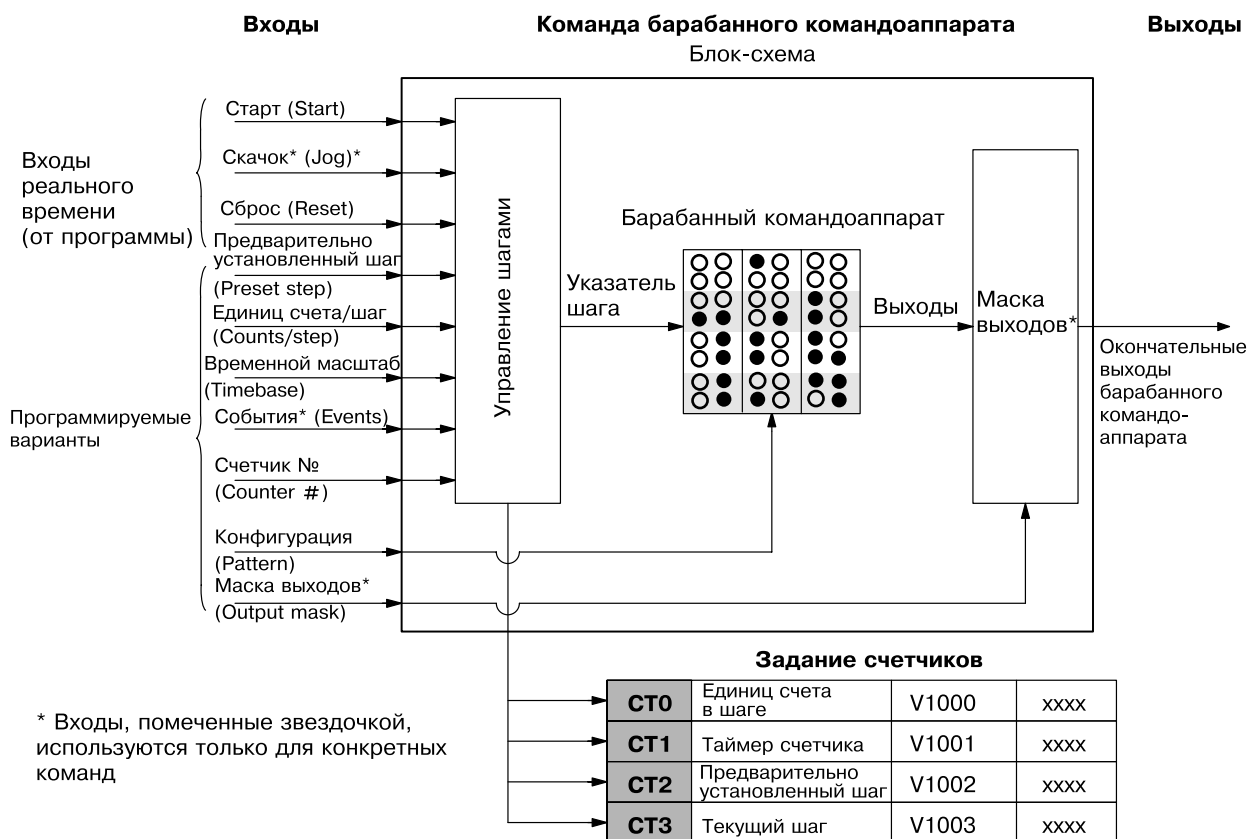 Входы
Команда барабанного командоаппарата
Выходы
Блок-схема
Входы
реального
времени
(от программы)
Старт (Start)
Скачок* (Jog)*
Сброс (Reset)
Предварительно
установленный шаг
(Preset step)
Единиц счета/шаг
(Counts/step)
Временной масштаб
(Timebase)
События* (Events)
Счетчик №
(Counter #)
Конфигурация
(Pattern)
Маска выходов*
(Output mask)
Программируемые
варианты
Управление шагами
Указатель
шага
Барабанный командоаппарат
Выходы
Маска
выходов*
Окончательные
выходы
барабанного
командо-
аппарата
Задание счетчиков
CT0 Единиц счета
в шаге V1000 xxxx
CT1 Таймер счетчика V1001 xxxx
CT2 Предварительно
установленный шаг V1002 xxxx
CT3 Текущий шаг V1003 xxxx
* Входы, помеченные звездочкой,
используются только для конкретных
команд